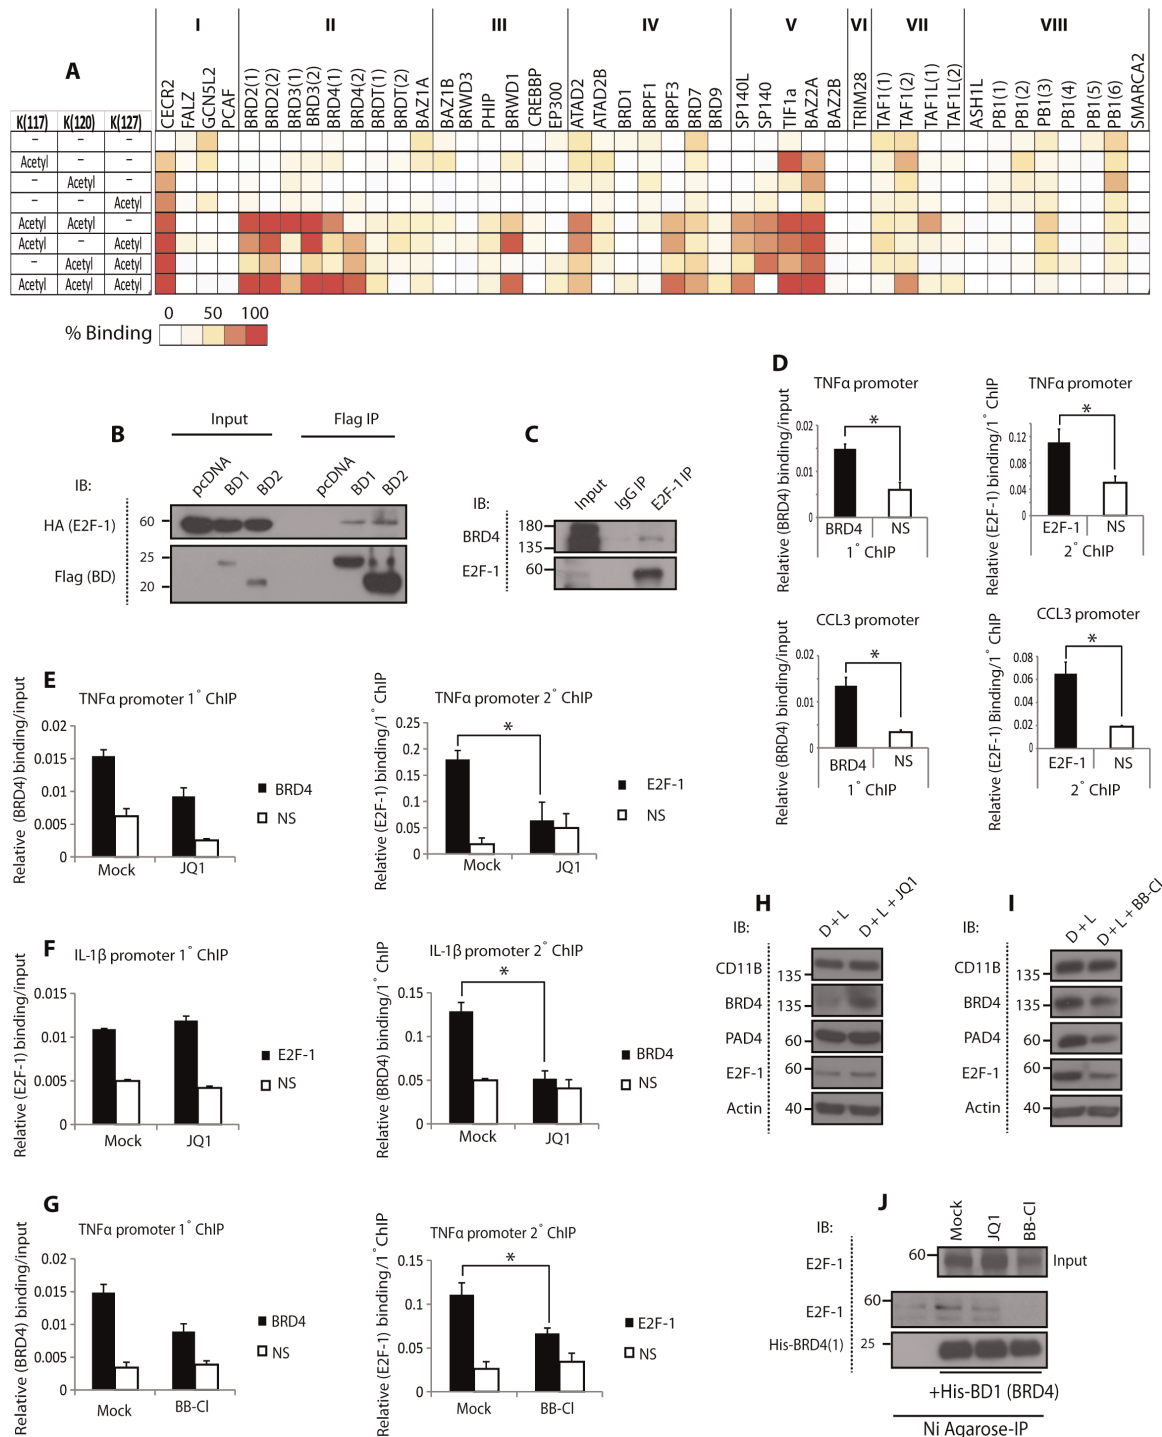 A
I II III IV V VI VII VIII
CECR2 FALZ GCN5L2 PCAF BRD2(1) BRD2(2) BRD3(1) BRD3(2) BRD4(1) BRD4(2) BRDT(1) BRDT(2) BAZ1A BAZ1B BRWD3 PHIP BRWD1 CREBBP EP300 ATAD2 ATAD2B BRD1 BRPF1 BRPF3 BRD7 BRD9 SP140L SP140 TIF1a BAZ2A BAZ2B TRIM28 TAF1(1) TAF1(2) TAF1L(1) TAF1L(2) ASH1L PB1(1) PB1(2) PB1(3) PB1(4) PB1(5) PB1(6) SMARCA2
K(117) K(120) K(127)
– – –
Acetyl – –
– Acetyl –
– – Acetyl
Acetyl Acetyl –
Acetyl – Acetyl
– Acetyl Acetyl
Acetyl Acetyl Acetyl
0 50 100
% Binding
B
Input Flag IP
IB: pcDNA BD1 BD2 pcDNA BD1 BD2
HA (E2F-1) 60
Flag (BD) 25
20
C
IB: Input IgG IP E2F-1 IP
BRD4 180
135
E2F-1 60
D
TNFα promoter
Relative (BRD4) binding/input
0.02
0.01
0
*
BRD4 NS
1° ChIP
TNFα promoter
Relative (E2F-1) binding/1° ChIP
0.12
0.08
0.04
0
*
E2F-1 NS
2° ChIP
CCL3 promoter
Relative (BRD4) binding/input
0.02
0.01
0
*
BRD4 NS
1° ChIP
CCL3 promoter
Relative (E2F-1) Binding/1° ChIP
0.08
0.06
0.04
0.02
0
*
E2F-1 NS
2° ChIP
E
TNFα promoter 1° ChIP
Relative (BRD4) binding/input
0.02
0.015
0.01
0.005
0
Mock JQ1
BRD4
NS
TNFα promoter 2° ChIP
Relative (E2F-1) binding/1° ChIP
0.25
0.2
0.15
0.1
0.05
0
*
Mock JQ1
E2F-1
NS
F
IL-1β promoter 1° ChIP
Relative (E2F-1) binding/input
0.015
0.01
0.005
0
Mock JQ1
E2F-1
NS
IL-1β promoter 2° ChIP
Relative (BRD4) binding/1° ChIP
0.15
0.1
0.05
0
*
Mock JQ1
BRD4
NS
G
TNFα promoter 1° ChIP
Relative (BRD4) binding/input
0.02
0.015
0.01
0.005
0
Mock BB-Cl
BRD4
NS
TNFα promoter 2° ChIP
Relative (E2F-1) binding/1° ChIP
0.15
0.1
0.05
0
*
Mock BB-Cl
E2F-1
NS
H
IB: D + L D + L + JQ1
CD11B 135
BRD4 135
PAD4 60
E2F-1 60
Actin 40
I
IB: D + L D + L + BB-Cl
CD11B 135
BRD4 135
PAD4 60
E2F-1 60
Actin 40
J
IB: Mock JQ1 BB-Cl
E2F-1 60 Input
E2F-1 60
His-BRD4(1) 25
+His-BD1 (BRD4)
Ni Agarose-IP